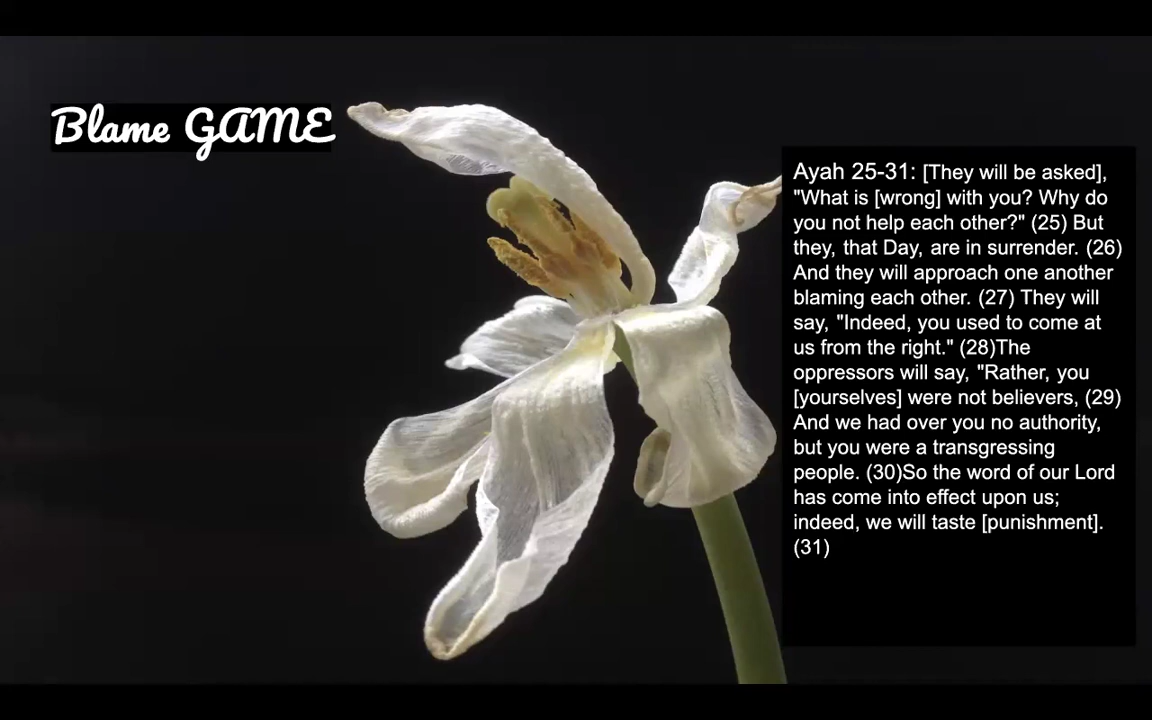 Blame GAME
Ayah 25-31: [They will be asked],
"What is [wrong] with you? Why do
you not help each other?" (25) But
they, that Day, are in surrender. (26)
And they will approach one another
blaming each other. (27) They will
say, "Indeed, you used to come at
us from the right." (28)The
oppressors will say, "Rather, you
[yourselves] were not believers, (29)
And we had over you no authority,
but you were a transgressing
people. (30)So the word of our Lord
has come into effect upon us;
indeed, we will taste [punishment].
(31)